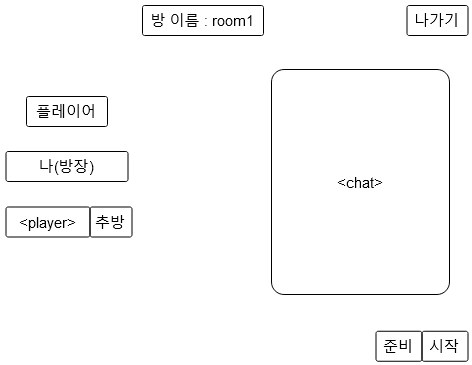 방 이름 : room1
나가기
플레이어
나(방장)
<player>
추방
<chat>
준비
시작